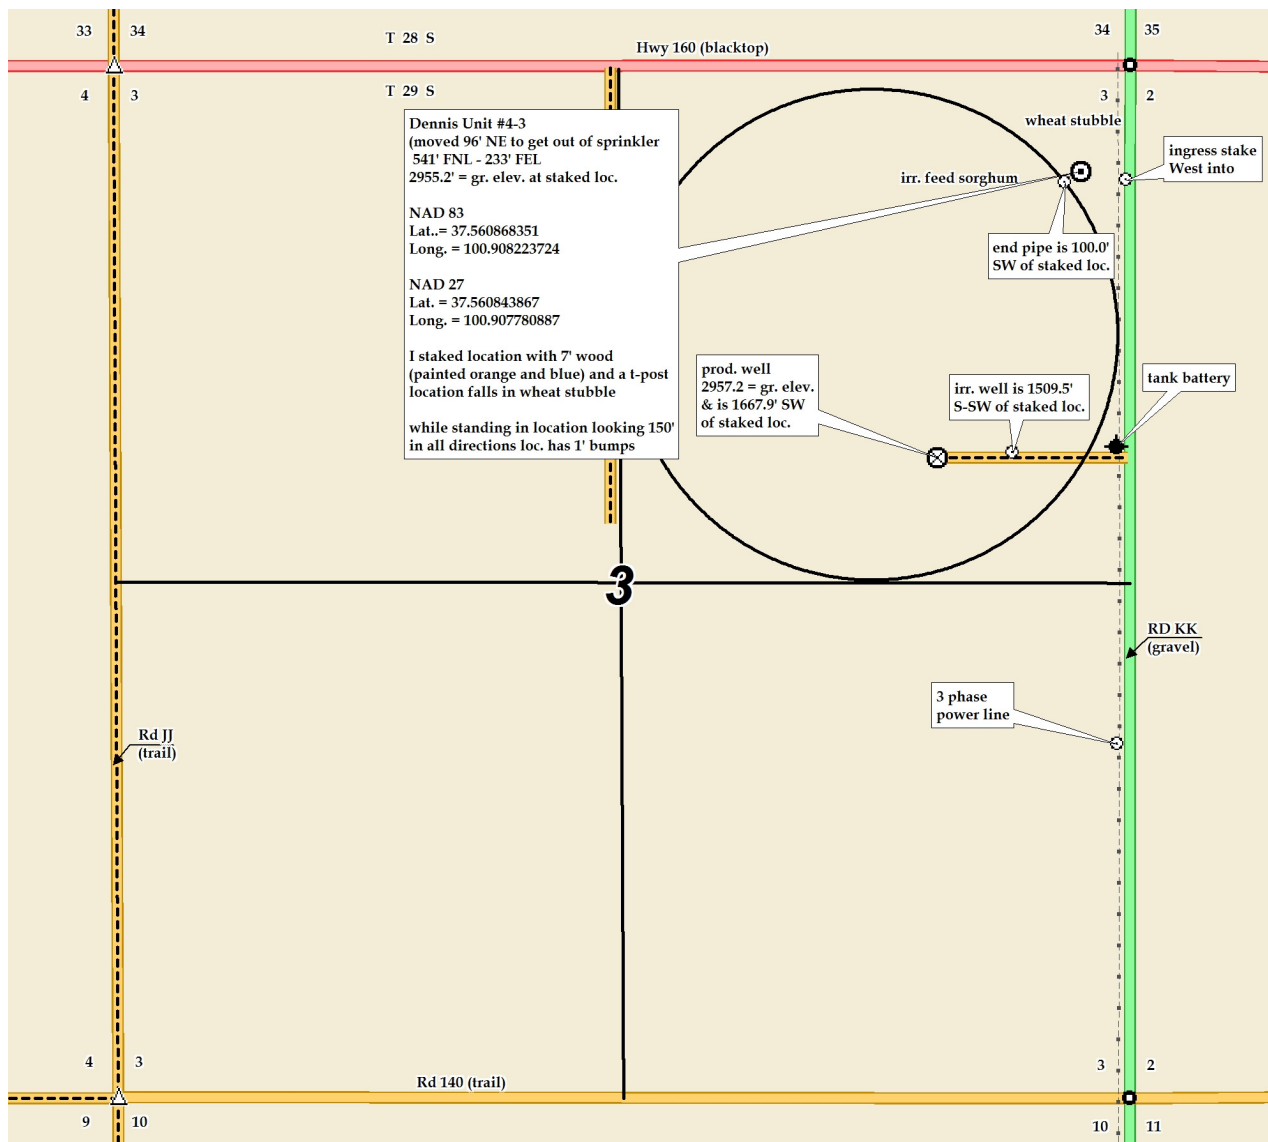 33 34
T 28 S
34 35
Hwy 160 (blacktop)
4 3
T 29 S
3 2
Dennis Unit #4-3
(moved 96' NE to get out of sprinkler
541' FNL - 233' FEL
2955.2' = gr. elev. at staked loc.
NAD 83
Lat..= 37.560868351
Long. = 100.908223724
NAD 27
Lat. = 37.560843867
Long. = 100.907780887
I staked location with 7' wood
(painted orange and blue) and a t-post
location falls in wheat stubble
while standing in location looking 150'
in all directions loc. has 1' bumps
wheat stubble
irr. feed sorghum
ingress stake
West into
end pipe is 100.0'
SW of staked loc.
prod. well
2957.2 = gr. elev.
& is 1667.9' SW
of staked loc.
irr. well is 1509.5'
S-SW of staked loc.
tank battery
3
RD KK
(gravel)
3 phase
power line
Rd JJ
(trail)
4 3
Rd 140 (trail)
3 2
9 10
10 11